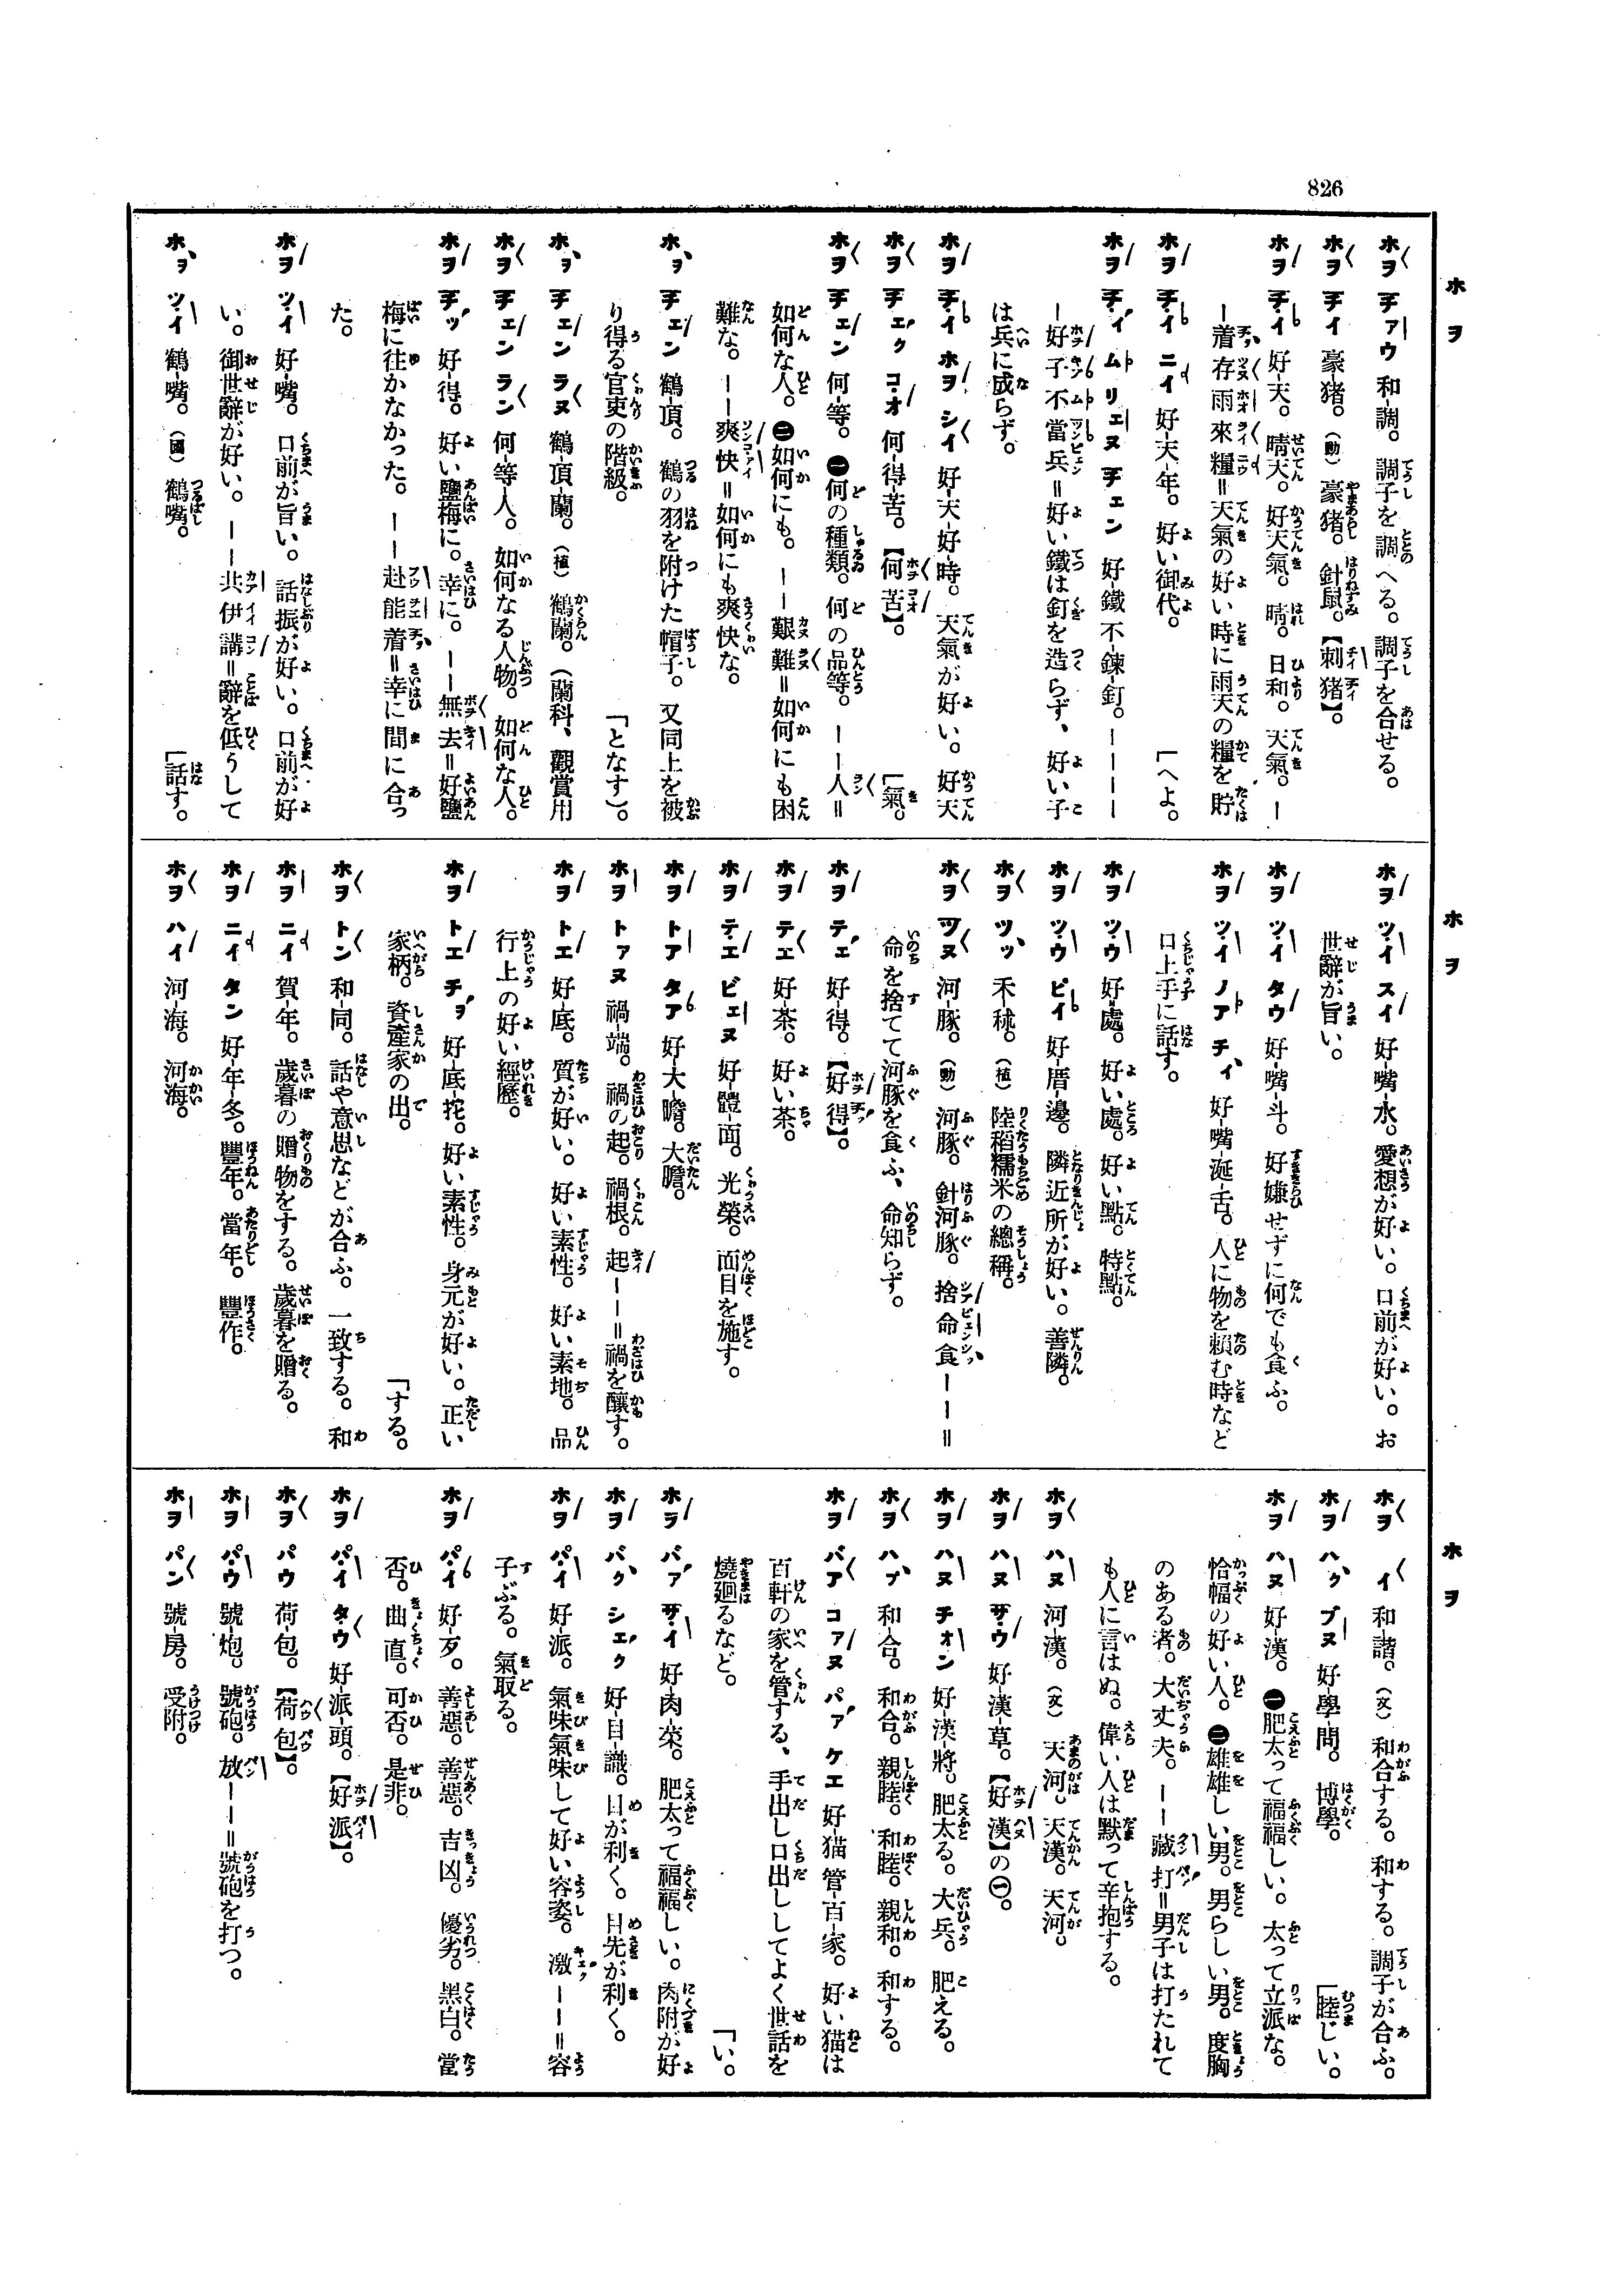 826
ホヲ
ホヲ チァウ 和-調。調子を調へる。調子を合せる。
ホヲ チイ 豪-猪。（動）豪猪。針鼠。【刺猪】。
ホヲ チイ 好-天。晴天。好天氣。晴。日和。天氣。—
—着存雨來糧＝天氣の好い時に雨天の糧を貯
「へよ。
ホヲ チイ ニイ 好-天-年。好い御代。
ホヲ チイ ム リェヌ チェン 好-鐵不-鍊-釘。————
—好子不當兵＝好い鐵は釘を造らず、好い子
は兵に成らず。
ホヲ チイ ホヲ シイ 好-天-好-時。天氣が好い。好天
「氣。
ホヲ チェク コオ 何-得-苦。【何苦】。
ホヲ チェン 何-等。㊀何の種類。何の品等。——人＝
如何な人。㊁如何にも。——艱難＝如何にも困
難な。——爽快＝如何にも爽快な。
ホヲ チェン 鶴-頂。鶴の羽を附けた帽子。又同上を被
り得る官吏の階級。
ホヲ チェン ラヌ 鶴-頂-蘭。（植）鶴蘭。（蘭科、觀賞用
「となす）。
ホヲ チェン ラン 何-等-人。如何なる人物。如何な人。
ホヲ チッ 好-得。好い鹽梅に。幸に。——無去＝好鹽
梅に往かなかった。——赴能着＝幸に間に合っ
た。
ホヲ ツイ 好-嘴。口前が旨い。話振が好い。口前が好
い。御世辭が好い。——共伊講＝辭を低うして
「話す。
ホヲ ツイ 鶴-嘴。（國）鶴嘴。
ホヲ
ホヲ ツイ スイ 好-嘴-水。愛想が好い。口前が好い。お
世辭が旨い。
ホヲ ツイ タウ 好-嘴-斗。好嫌せずに何でも食ふ。
ホヲ ツイ ノア チイ 好-嘴-涎-舌。人に物を賴む時など
口上手に話す。
ホヲ ツウ 好-處。好い處。好い點。特點。
ホヲ ツウ ピイ 好-厝-邊。隣近所が好い。善隣。
ホヲ ツッ 禾-秫。（植）陸稻糯米の總稱。
ホヲ ツヌ 河-豚。（動）河豚。針河豚。捨命食——＝
命を捨てて河豚を食ふ、命知らず。
ホヲ テェ 好-得。【好得】。
ホヲ テエ 好-茶。好い茶。
ホヲ テエ ビェヌ 好-體-面。光榮。面目を施す。
ホヲ トア タア 好-大-膽。大膽。
ホヲ トァヌ 禍-端。禍の起。禍根。起——＝禍を釀す。
ホヲ トエ 好-底。質が好い。好い素性。好い素地。品
行上の好い經歷。
ホヲ トエ チヲ 好-底-挓。好い素性。身元が好い。正い
家柄。資產家の出。
「する。
ホヲ トン 和-同。話や意思などが合ふ。一致する。和
ホヲ ニイ 賀-年。歲暮の贈物をする。歲暮を贈る。
ホヲ ニイ タン 好-年-冬。豐年。當年。豐作。
ホヲ ハイ 河-海。河海。
ホヲ
ホヲ イ 和-諧。（文）和合する。和する。調子が合ふ。
「睦じい。
ホヲ ハク ブヌ 好-學-問。博學。
ホヲ ハヌ 好-漢。㊀肥太って福福しい。太って立派な。
恰幅の好い人。㊁雄雄しい男。男らしい男。度胸
のある者。大丈夫。——藏打＝男子は打たれて
も人に言はぬ。偉い人は默って辛抱する。
ホヲ ハヌ 河-漢。（文）天河。天漢。天河。
ホヲ ハヌ ザウ 好-漢-草。【好漢】の㊀。
ホヲ ハヌ チォン 好-漢-將。肥太る。大兵。肥える。
ホヲ ハプ 和-合。和合。親睦。和睦。親和。和する。
ホヲ バア コァヌ パァ ケエ 好-猫管-百-家。好い猫は
百軒の家を管する、手出し口出ししてよく世話を
燒廻るなど。
「い。
ホヲ バァ ザイ 好-肉-菜。肥太って福福しい。肉附が好
ホヲ バク シェク 好-目-識。目が利く。目先が利く。
ホヲ パイ 好-派。氣味氣味して好い容姿。激——＝容
子ぶる。氣取る。
ホヲ パイ 好-歹。善惡。善惡。吉凶。優劣。黑白。當
否。曲直。可否。是非。
ホヲ パイ タウ 好-派-頭。【好派】。
ホヲ パウ 荷-包。【荷包】。
ホヲ パウ 號-炮。號砲。放——＝號砲を打つ。
ホヲ パン 號-房。受附。